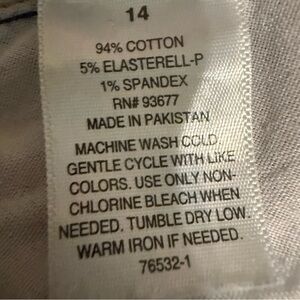 14
94% COTTON
5% ELASTERELL-P
1% SPANDEX
RN# 93677
MADE IN PAKISTAN
MACHINE WASH COLD
GENTLE CYCLE WITH LIKE
COLORS. USE ONLY NON-
CHLORINE BLEACH WHEN
NEEDED. TUMBLE DRY LOW.
WARM IRON IF NEEDED.
76532-1